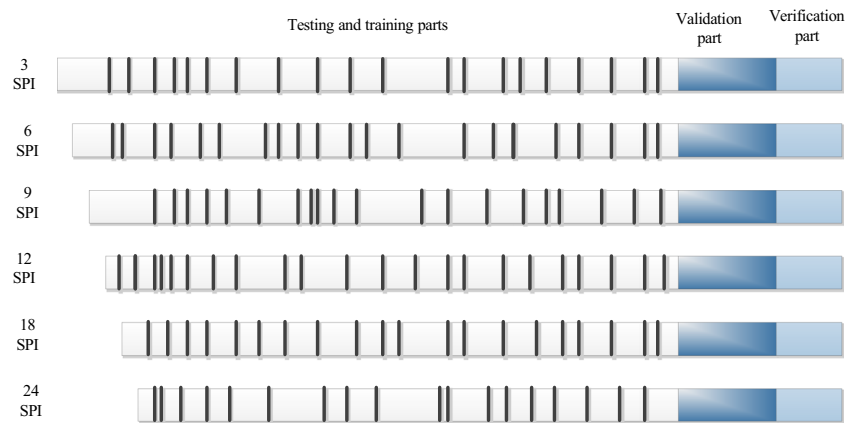 Testing and training parts
Validation
part
Verification
part
3
SPI
6
SPI
9
SPI
12
SPI
18
SPI
24
SPI